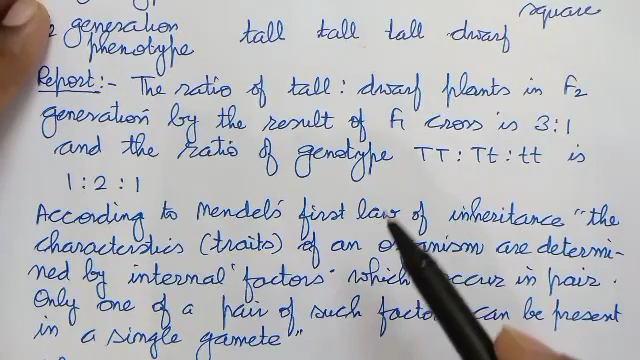 square
2 generation
phenotype tall tall tall dwarf
Report:- The ratio of tall : dwarf plants in F2
generation by the result of F1 cross is 3:1
and the ratio of genotype TT : Tt : tt is
1 : 2 : 1
According to Mendel's first law of inheritance "the
characteristics (traits) of an organism are determi-
ned by internal 'factors' which occur in pair.
Only one of a pair of such factors can be present
in a single gamete"